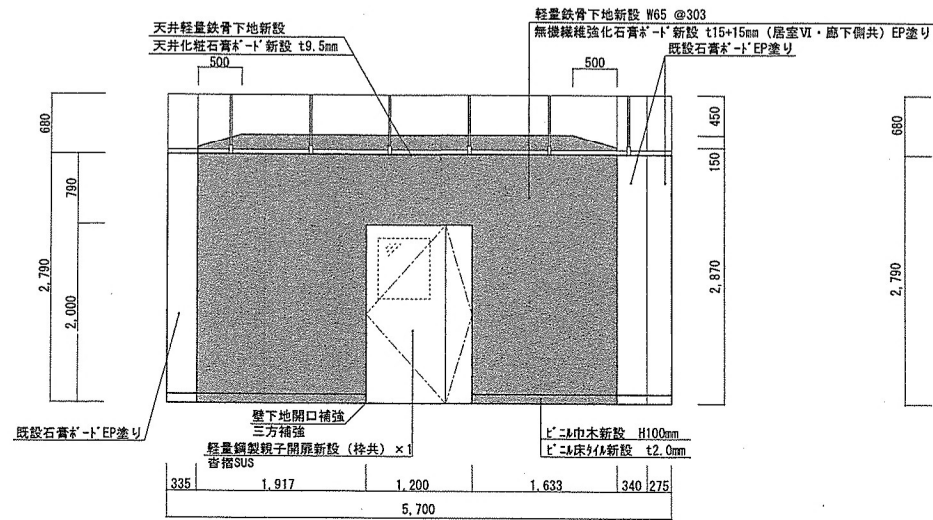 天井軽量鉄骨下地新設
天井化粧石膏ボード新設 t9.5mm
軽量鉄骨下地新設 W65 @303
無機繊維強化石膏ボード新設 t15+15mm (居室Ⅵ・廊下側共) EP塗り
既設石膏ボードEP塗り
500
500
680
790
2,790
2,000
450
150
2,870
680
2,790
既設石膏ボードEP塗り
壁下地開口補強
三方補強
軽量鋼製親子開扉新設 (枠共) ×1
沓摺SUS
ビニル巾木新設 H100mm
ビニル床タイル新設 t2.0mm
335
1,917
1,200
1,633
340
275
5,700